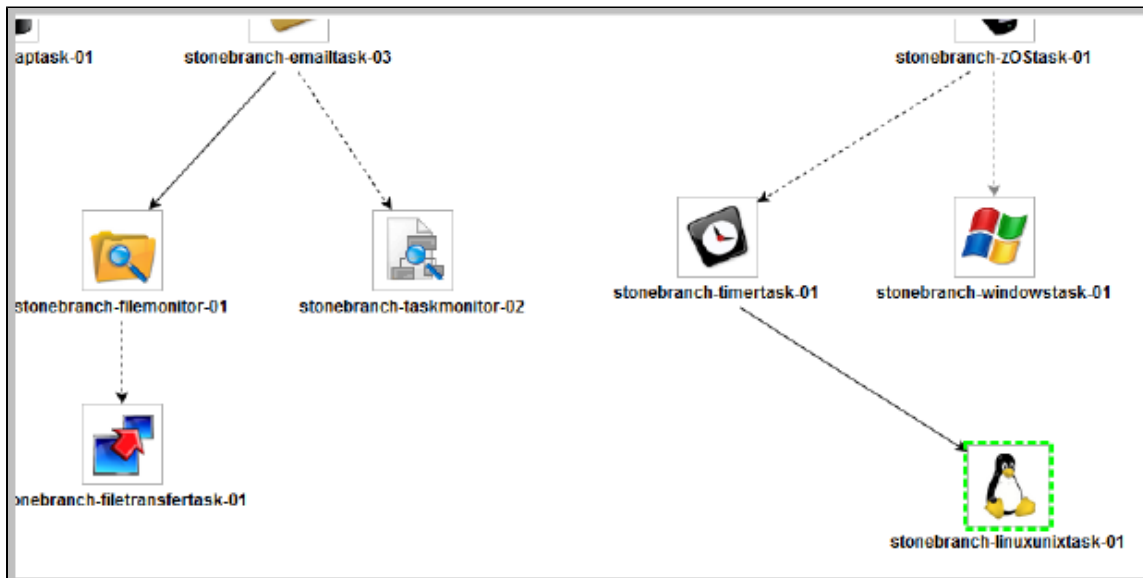 aptask-01
stonebranch-emailtask-03
stonebranch-zOStask-01
stonebranch-filemonitor-01
stonebranch-taskmonitor-02
stonebranch-timertask-01
stonebranch-windowstask-01
onebranch-filetransfertask-01
stonebranch-linuxunixtask-01